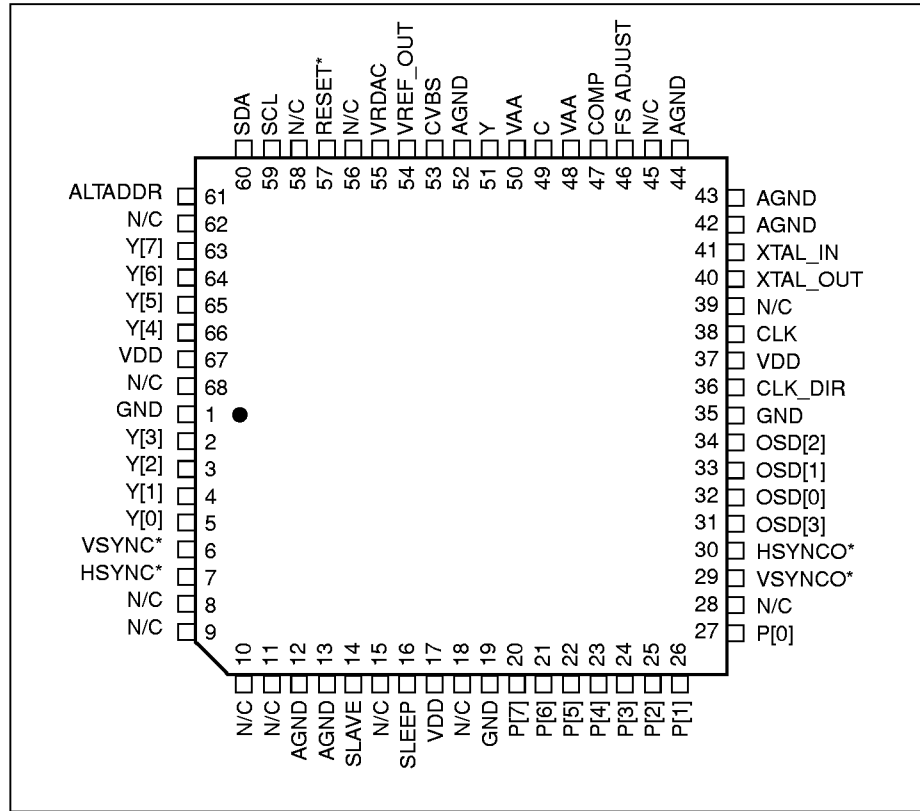 SDA SCL N/C RESET* N/C VRDAC VREF_OUT CVBS AGND Y VAA C VAA COMP FS ADJUST N/C AGND
60 59 58 57 56 55 54 53 52 51 50 49 48 47 46 45 44
ALTADDR 61 43 AGND
N/C 62 42 AGND
Y[7] 63 41 XTAL_IN
Y[6] 64 40 XTAL_OUT
Y[5] 65 39 N/C
Y[4] 66 38 CLK
VDD 67 37 VDD
N/C 68 36 CLK_DIR
GND 1 35 GND
Y[3] 2 34 OSD[2]
Y[2] 3 33 OSD[1]
Y[1] 4 32 OSD[0]
Y[0] 5 31 OSD[3]
VSYNC* 6 30 HSYNCO*
HSYNC* 7 29 VSYNCO*
N/C 8 28 N/C
N/C 9 27 P[0]
10 11 12 13 14 15 16 17 18 19 20 21 22 23 24 25 26
N/C N/C AGND AGND SLAVE N/C SLEEP VDD N/C GND P[7] P[6] P[5] P[4] P[3] P[2] P[1]